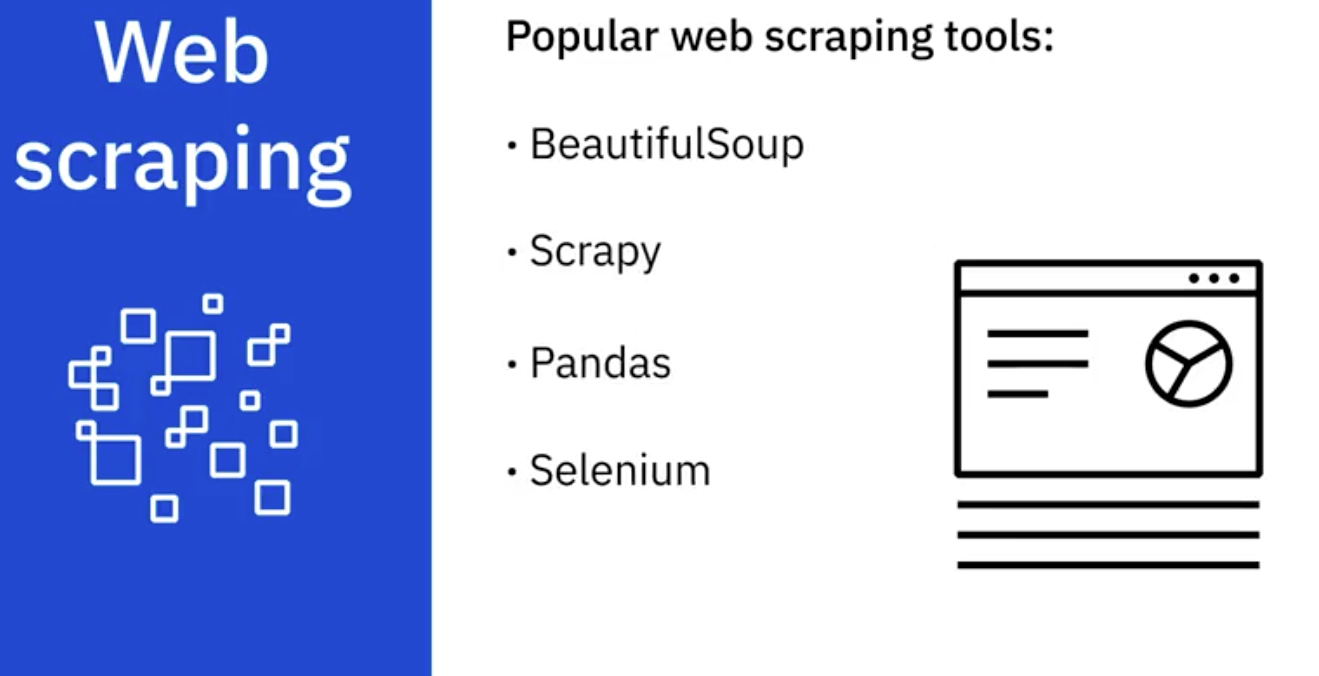 Web
scraping
Popular web scraping tools:
· BeautifulSoup
· Scrapy
· Pandas
· Selenium